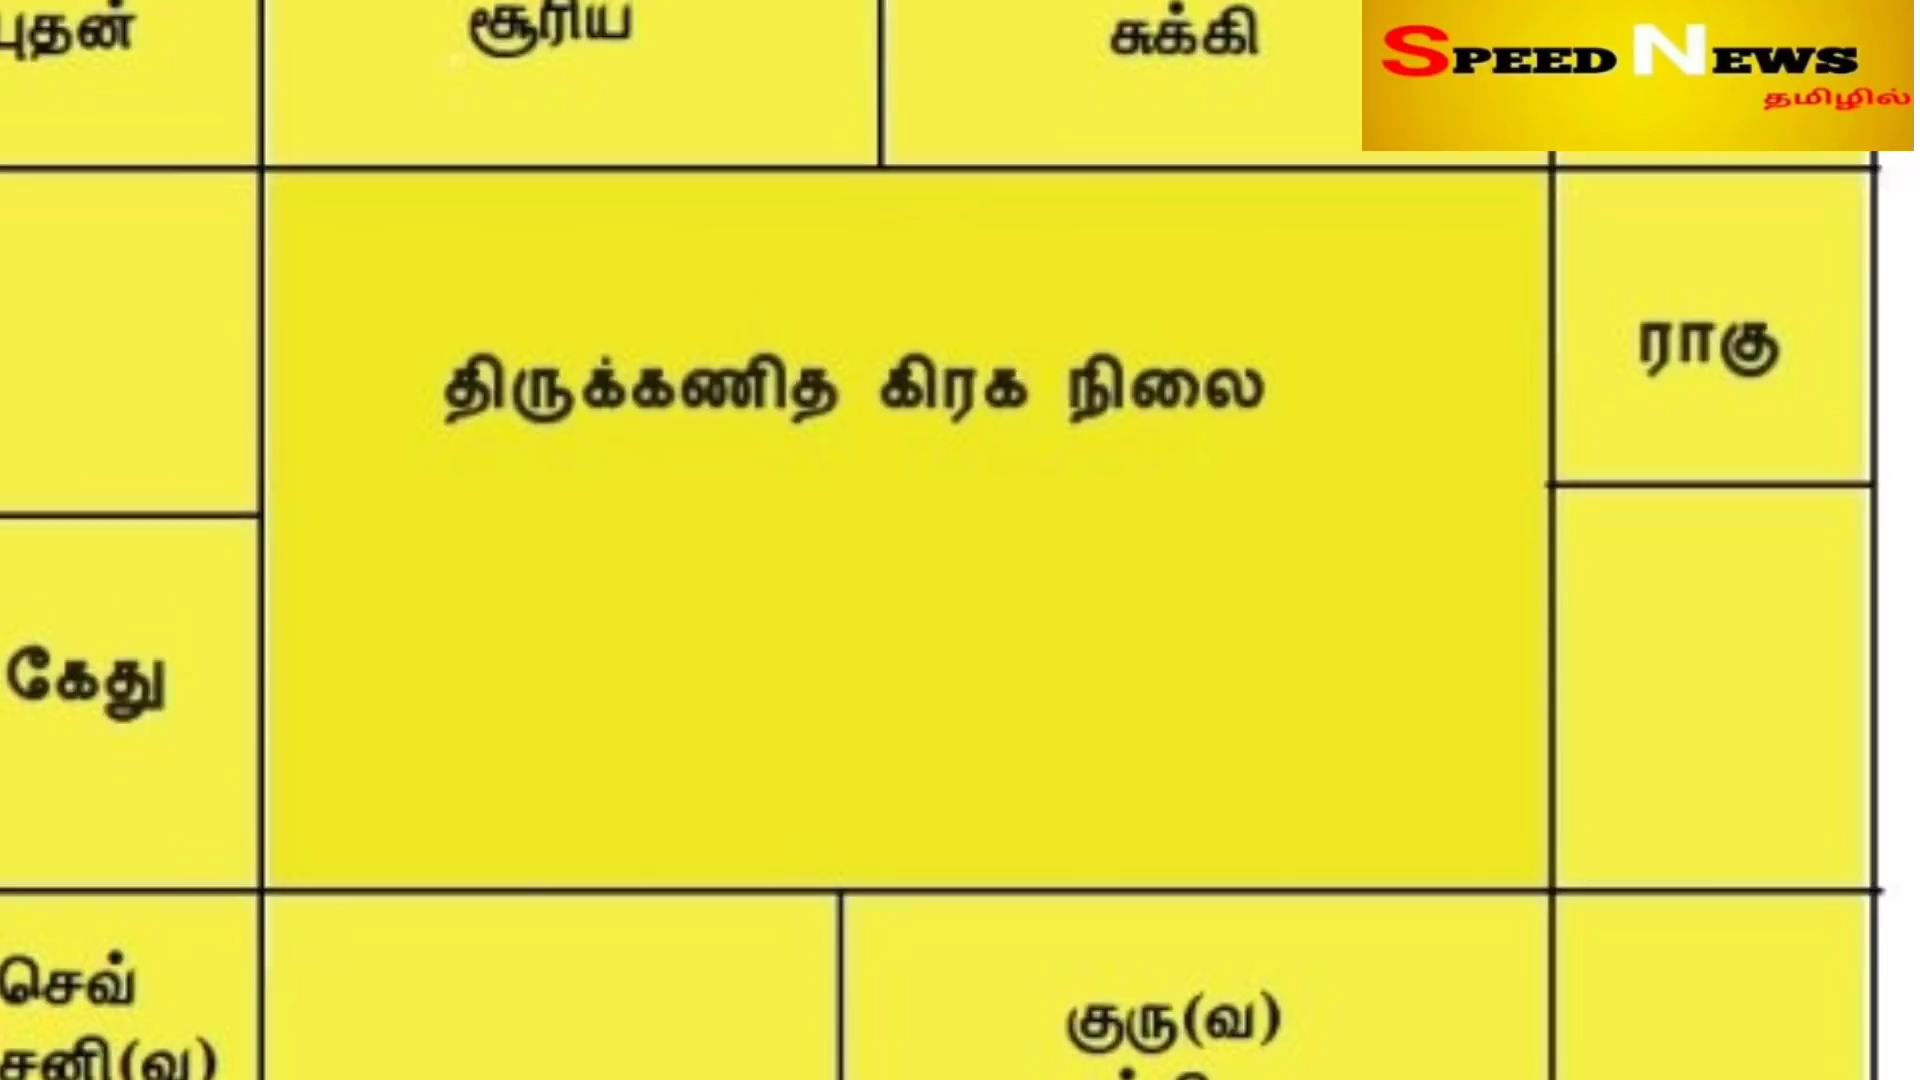 புதன்
சூரிய
சுக்கி
SPEED NEWS
தமிழில்
திருக்கணித கிரக நிலை
ராகு
கேது
செவ்
சனி(வ)
குரு(வ)